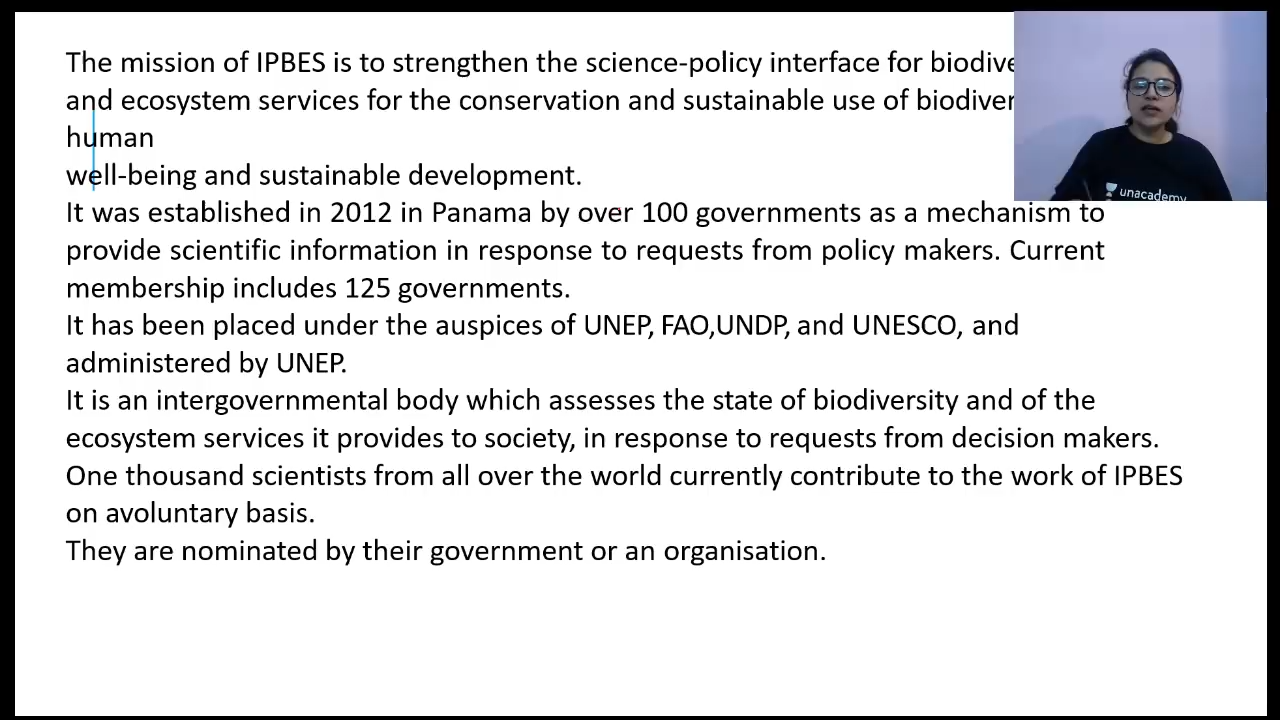 The mission of IPBES is to strengthen the science-policy interface for biodive
and ecosystem services for the conservation and sustainable use of biodiver
human
well-being and sustainable development.
It was established in 2012 in Panama by over 100 governments as a mechanism to
provide scientific information in response to requests from policy makers. Current
membership includes 125 governments.
It has been placed under the auspices of UNEP, FAO,UNDP, and UNESCO, and
administered by UNEP.
It is an intergovernmental body which assesses the state of biodiversity and of the
ecosystem services it provides to society, in response to requests from decision makers.
One thousand scientists from all over the world currently contribute to the work of IPBES
on avoluntary basis.
They are nominated by their government or an organisation.
unacademy